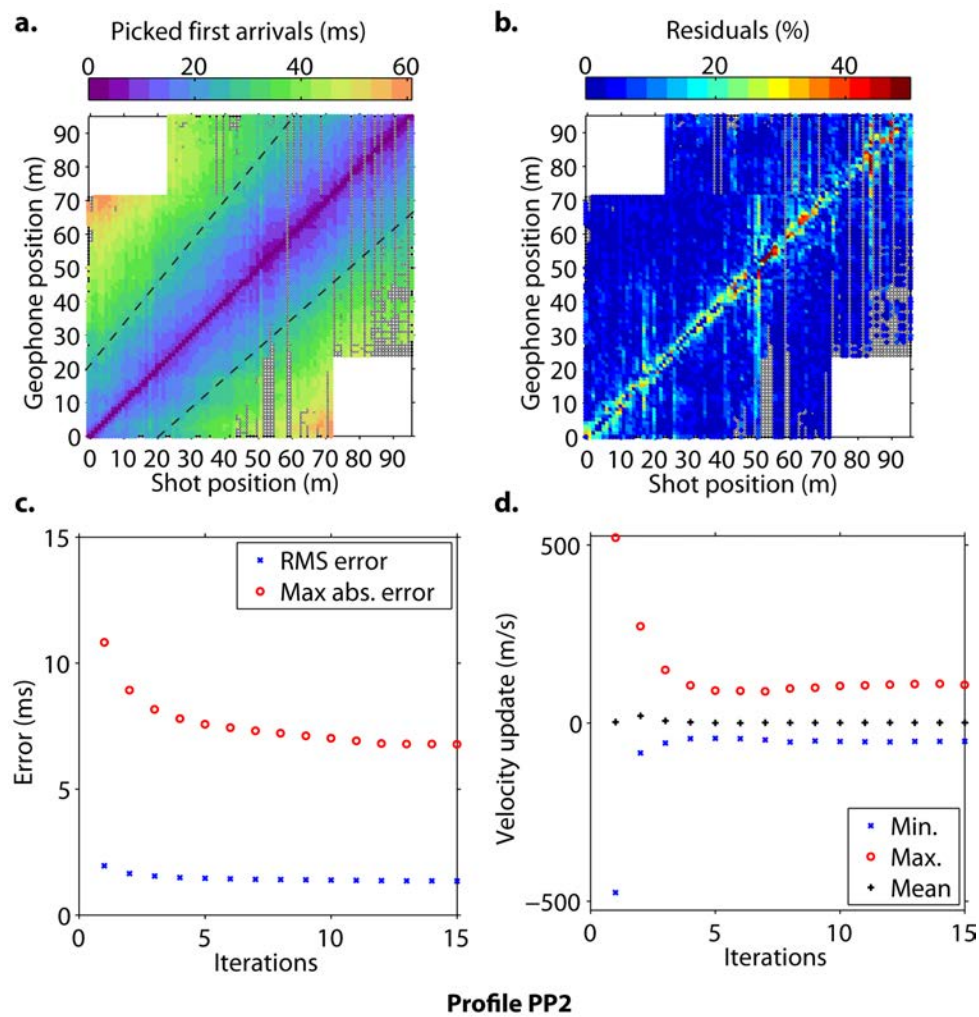 a.
Picked first arrivals (ms)
0 20 40 60
Geophone position (m)
90
80
70
60
50
40
30
20
10
0
0 10 20 30 40 50 60 70 80 90
Shot position (m)
b.
Residuals (%)
0 20 40
Geophone position (m)
90
80
70
60
50
40
30
20
10
0
0 10 20 30 40 50 60 70 80 90
Shot position (m)
c.
Error (ms)
15
10
5
0
RMS error
Max abs. error
0 5 10 15
Iterations
d.
Velocity update (m/s)
500
0
−500
Min.
Max.
Mean
0 5 10 15
Iterations
Profile PP2